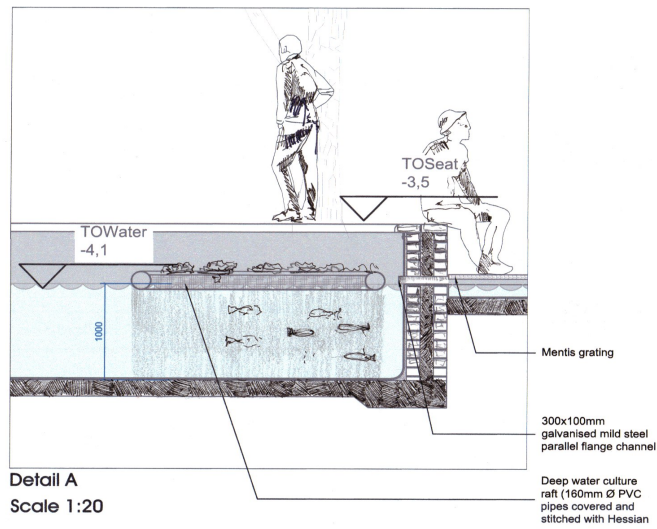 TOSeat
-3,5
TOWater
-4,1
1000
Mentis grating
300x100mm
galvanised mild steel
parallel flange channel
Deep water culture
raft (160mm Ø PVC
pipes covered and
stitched with Hessian
Detail A
Scale 1:20